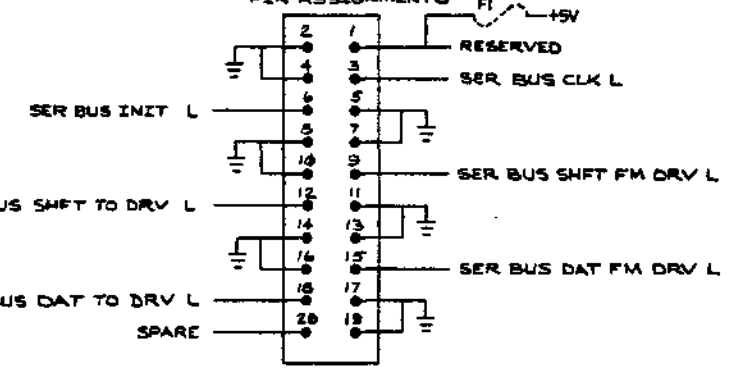 F1
+5V
2 1 RESERVED
4 3 SER BUS CLK L
SER BUS INIT L 6 5
8 7
10 9 SER BUS SHFT FM DRV L
BUS SHFT TO DRV L 12 11
14 13
16 15 SER BUS DAT FM DRV L
BUS DAT TO DRV L 18 17
SPARE 20 19